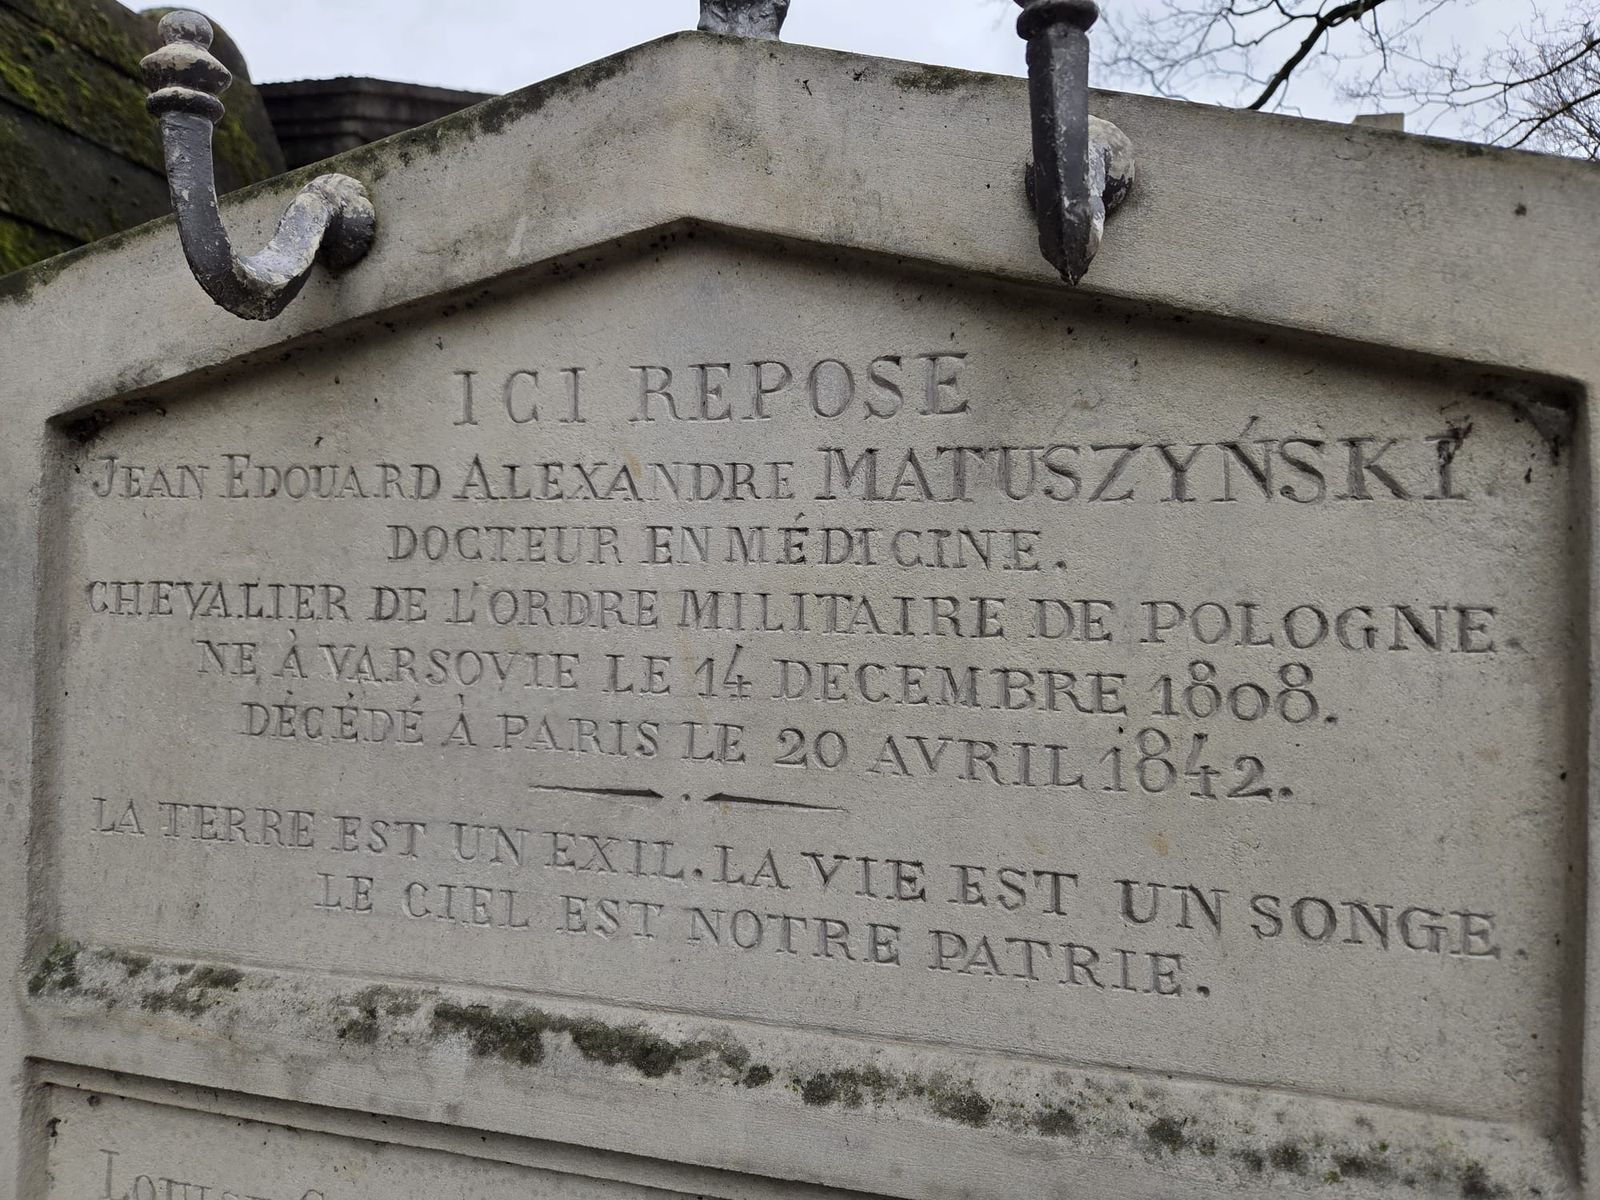 ICI REPOSE
JEAN EDOUARD ALEXANDRE MATUSZYŃSKI
DOCTEUR EN MÉDICINE.
CHEVALIER DE L'ORDRE MILITAIRE DE POLOGNE.
NE À VARSOVIE LE 14 DECEMBRE 1808.
DÉCÉDÉ À PARIS LE 20 AVRIL 1842.
LA TERRE EST UN EXIL. LA VIE EST UN SONGE.
LE CIEL EST NOTRE PATRIE.
LOUISE